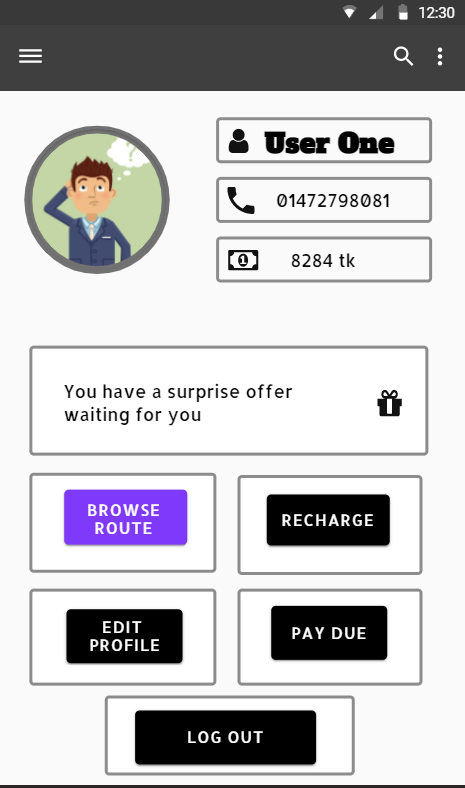 12:30
User One
01472798081
8284 tk
You have a surprise offer
waiting for you
BROWSE
ROUTE
RECHARGE
EDIT
PROFILE
PAY DUE
LOG OUT